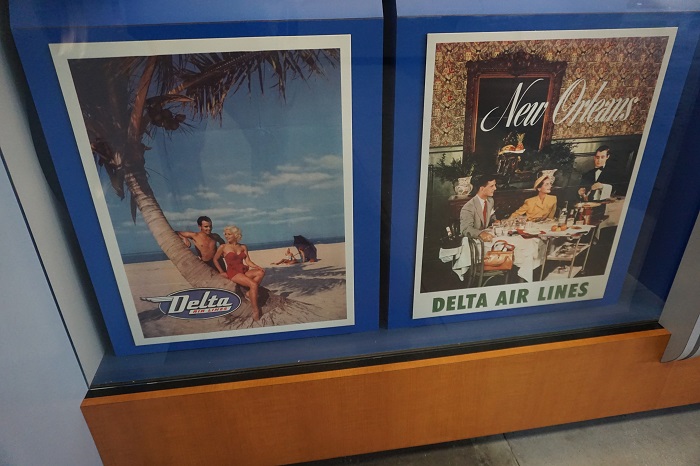 Delta
AIR LINES
New Orleans
DELTA AIR LINES